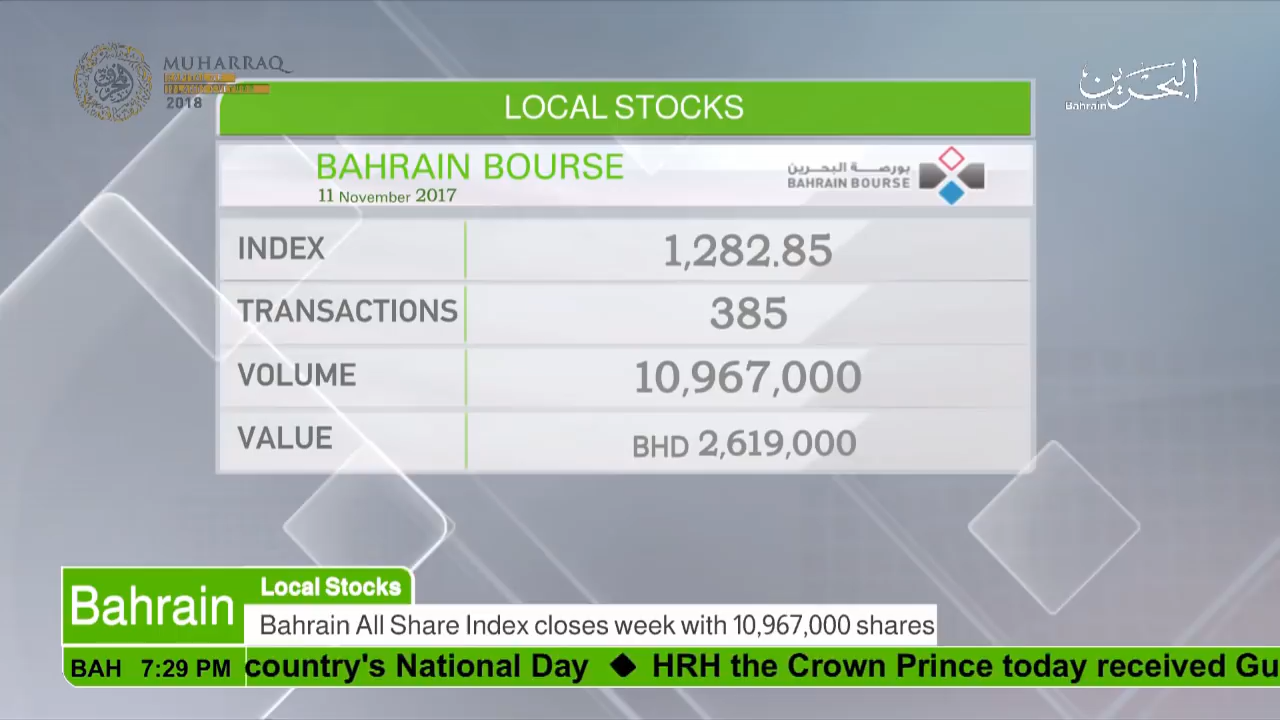 MUHARRAQ
2018
البحرين
Bahrain
LOCAL STOCKS
BAHRAIN BOURSE
11 November 2017
بورصة البحرين
BAHRAIN BOURSE
INDEX 1,282.85
TRANSACTIONS 385
VOLUME 10,967,000
VALUE BHD 2,619,000
Bahrain
Local Stocks
Bahrain All Share Index closes week with 10,967,000 shares
BAH 7:29 PM country's National Day ◆ HRH the Crown Prince today received Gu